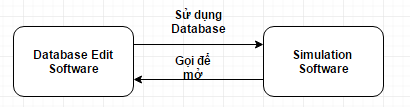 Sử dụng
Database
Database Edit
Software
Gọi để
mở
Simulation
Software